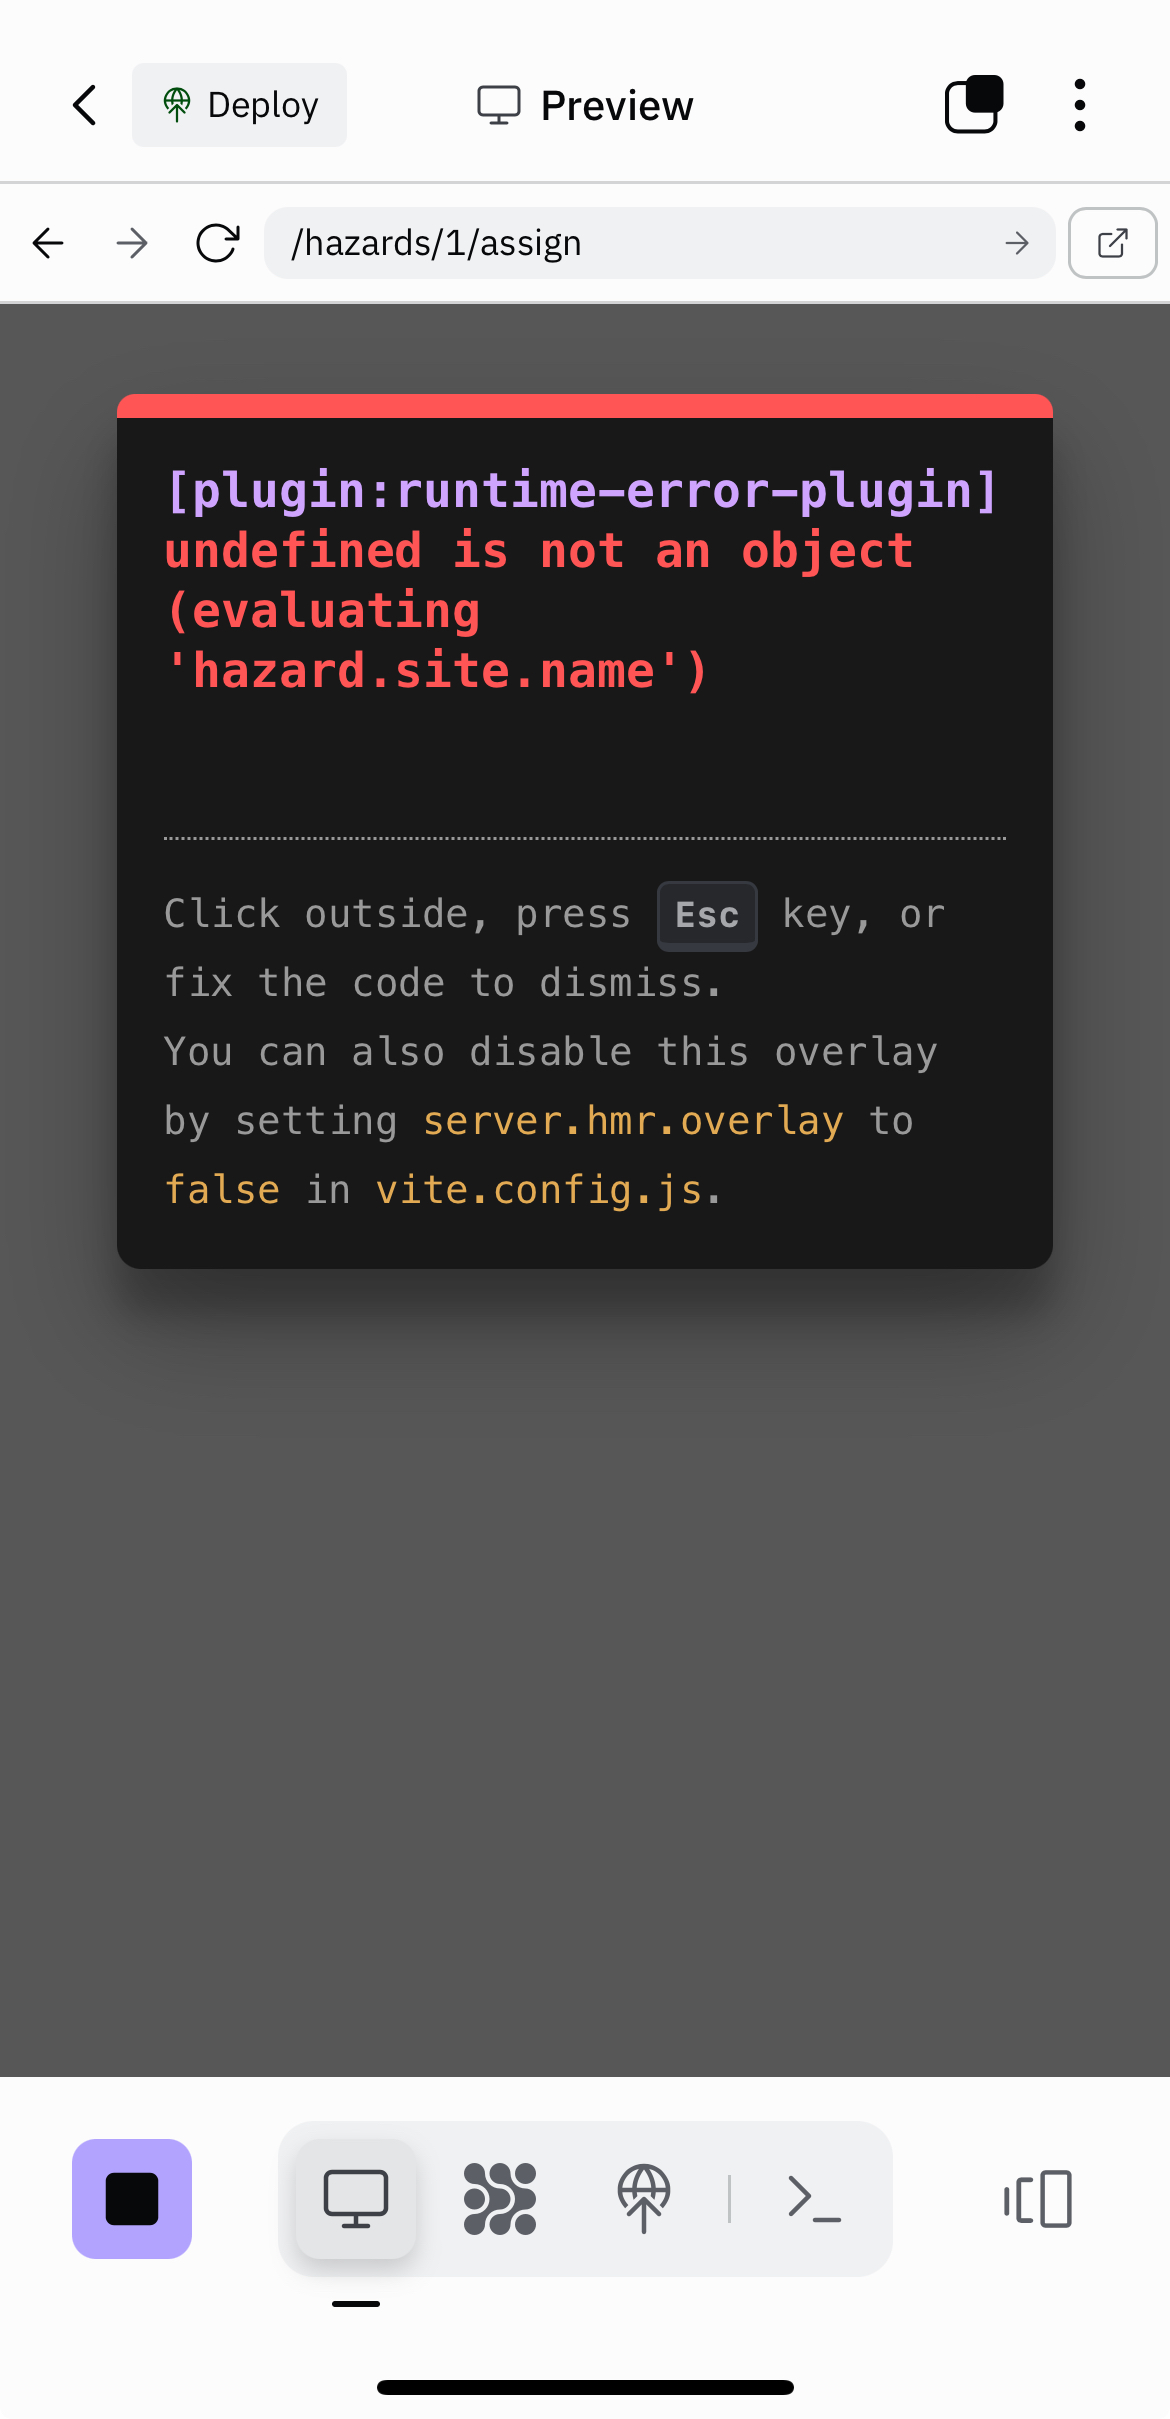 Deploy
Preview
/hazards/1/assign
[plugin:runtime-error-plugin]
undefined is not an object
(evaluating
'hazard.site.name')
Click outside, press Esc key, or
fix the code to dismiss.
You can also disable this overlay
by setting server.hmr.overlay to
false in vite.config.js.